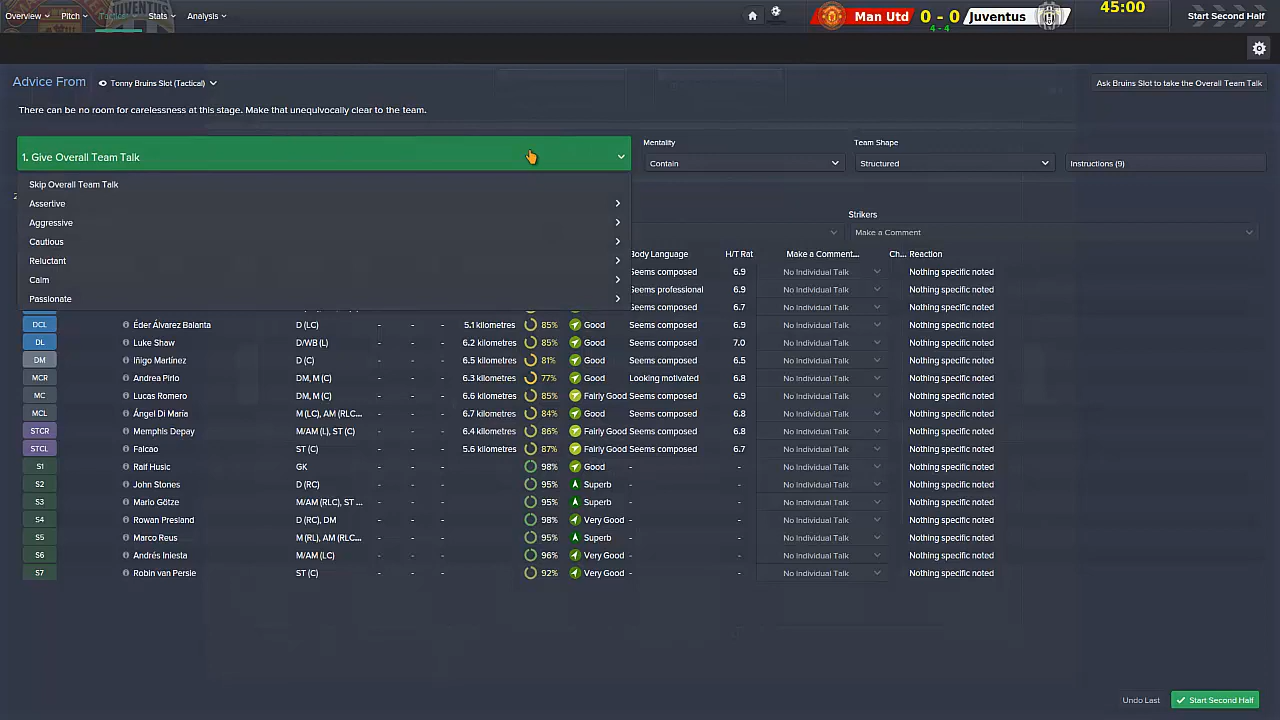 Overview Pitch Tactics Stats Analysis Man Utd 0 - 0 Juventus 45:00 Start Second Half
4 - 4
Advice From Tonny Bruins Slot (Tactical) Ask Bruins Slot to take the Overall Team Talk
There can be no room for carelessness at this stage. Make that unequivocally clear to the team.
Mentality Team Shape
1. Give Overall Team Talk Contain Structured Instructions (9)
Skip Overall Team Talk
Assertive
Strikers
Aggressive
Make a Comment
Cautious
Body Language H/T Rat Make a Comment... Ch... Reaction
Reluctant
Seems composed 6.9 No Individual Talk Nothing specific noted
Calm
Seems professional 6.9 No Individual Talk Nothing specific noted
Passionate
Seems composed 6.7 No Individual Talk Nothing specific noted
DCL Éder Álvarez Balanta D (LC) - - - 5.1 kilometres 85% Good Seems composed 6.9 No Individual Talk Nothing specific noted
DL Luke Shaw D/WB (L) - - - 6.2 kilometres 85% Good Seems composed 7.0 No Individual Talk Nothing specific noted
DM Iñigo Martínez D (C) - - - 6.5 kilometres 81% Good Seems composed 6.5 No Individual Talk Nothing specific noted
MCR Andrea Pirlo DM, M (C) - - - 6.3 kilometres 77% Good Looking motivated 6.8 No Individual Talk Nothing specific noted
MC Lucas Romero DM, M (C) - - - 6.6 kilometres 85% Fairly Good Seems composed 6.9 No Individual Talk Nothing specific noted
MCL Ángel Di María M (LC), AM (RLC... - - - 6.7 kilometres 84% Good Seems composed 6.8 No Individual Talk Nothing specific noted
STCR Memphis Depay M/AM (L), ST (C) - - - 6.4 kilometres 86% Fairly Good Seems composed 6.8 No Individual Talk Nothing specific noted
STCL Falcao ST (C) - - - 5.6 kilometres 87% Fairly Good Seems composed 6.7 No Individual Talk Nothing specific noted
S1 Ralf Husic GK - - - 98% Good - - No Individual Talk Nothing specific noted
S2 John Stones D (RC) - - - 95% Superb - - No Individual Talk Nothing specific noted
S3 Mario Götze M/AM (RLC), ST ... - - - 95% Superb - - No Individual Talk Nothing specific noted
S4 Rowan Presland D (RC), DM - - - 98% Very Good - - No Individual Talk Nothing specific noted
S5 Marco Reus M (RL), AM (RLC... - - - 95% Superb - - No Individual Talk Nothing specific noted
S6 Andrés Iniesta M/AM (LC) - - - 96% Very Good - - No Individual Talk Nothing specific noted
S7 Robin van Persie ST (C) - - - 92% Very Good - - No Individual Talk Nothing specific noted
Undo Last Start Second Half